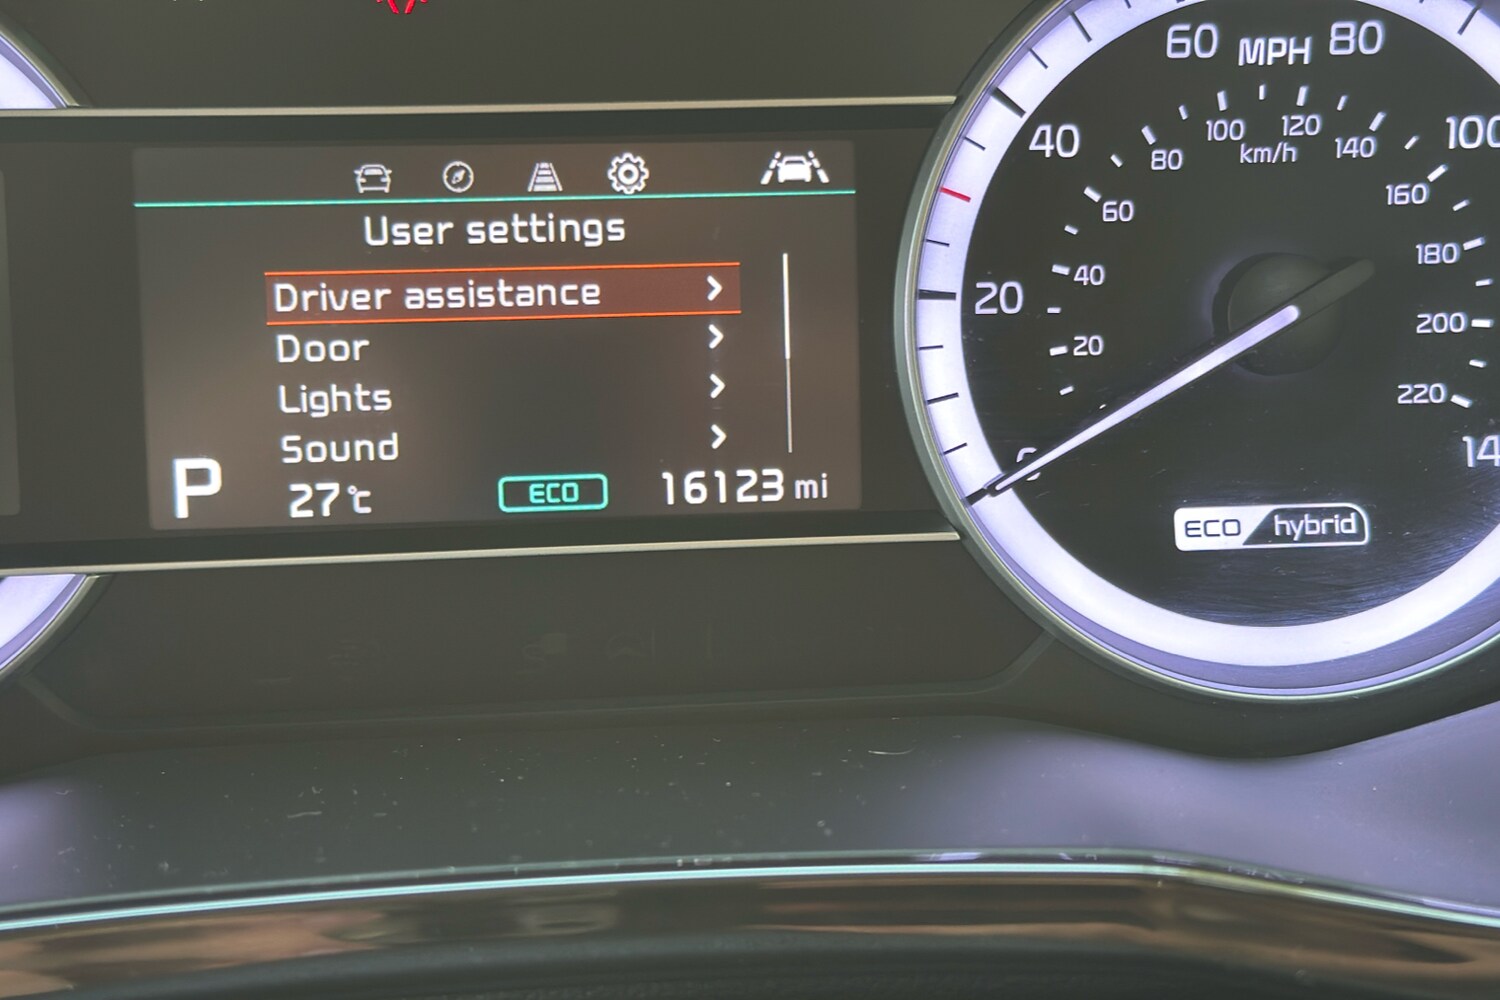 User settings
Driver assistance
Door
Lights
Sound
P
27°C
ECO
16123 mi
60 MPH 80
40
100
20
100 120
80 km/h 140
60
160
40
180
20
200
220
ECO hybrid